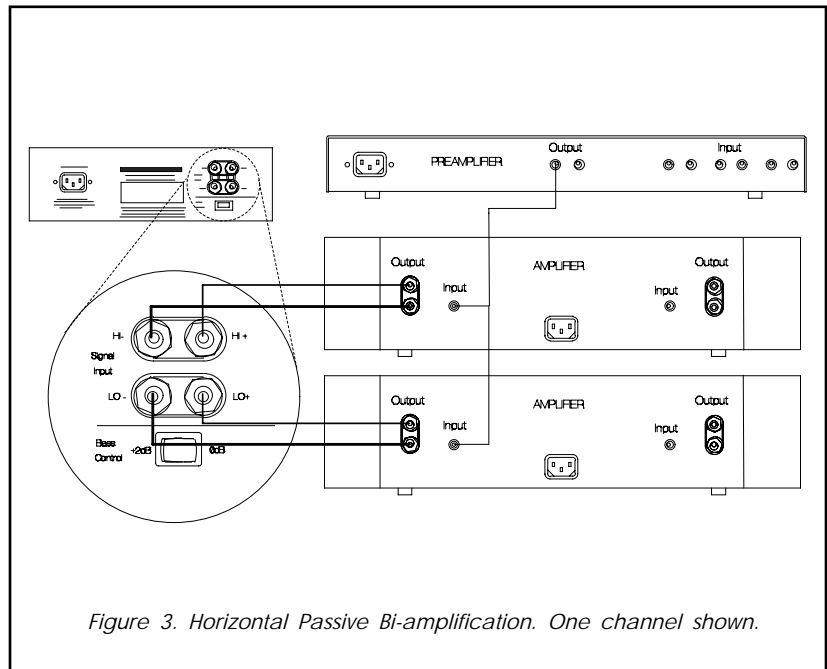 Output
Input
PREAMPLIFIER
Output
AMPLIFIER
Output
Input
Input
HI-
HI +
Signal
Input
LO -
LO+
Bass
Control
+2dB
0dB
Output
AMPLIFIER
Output
Input
Input
Figure 3. Horizontal Passive Bi-amplification. One channel shown.